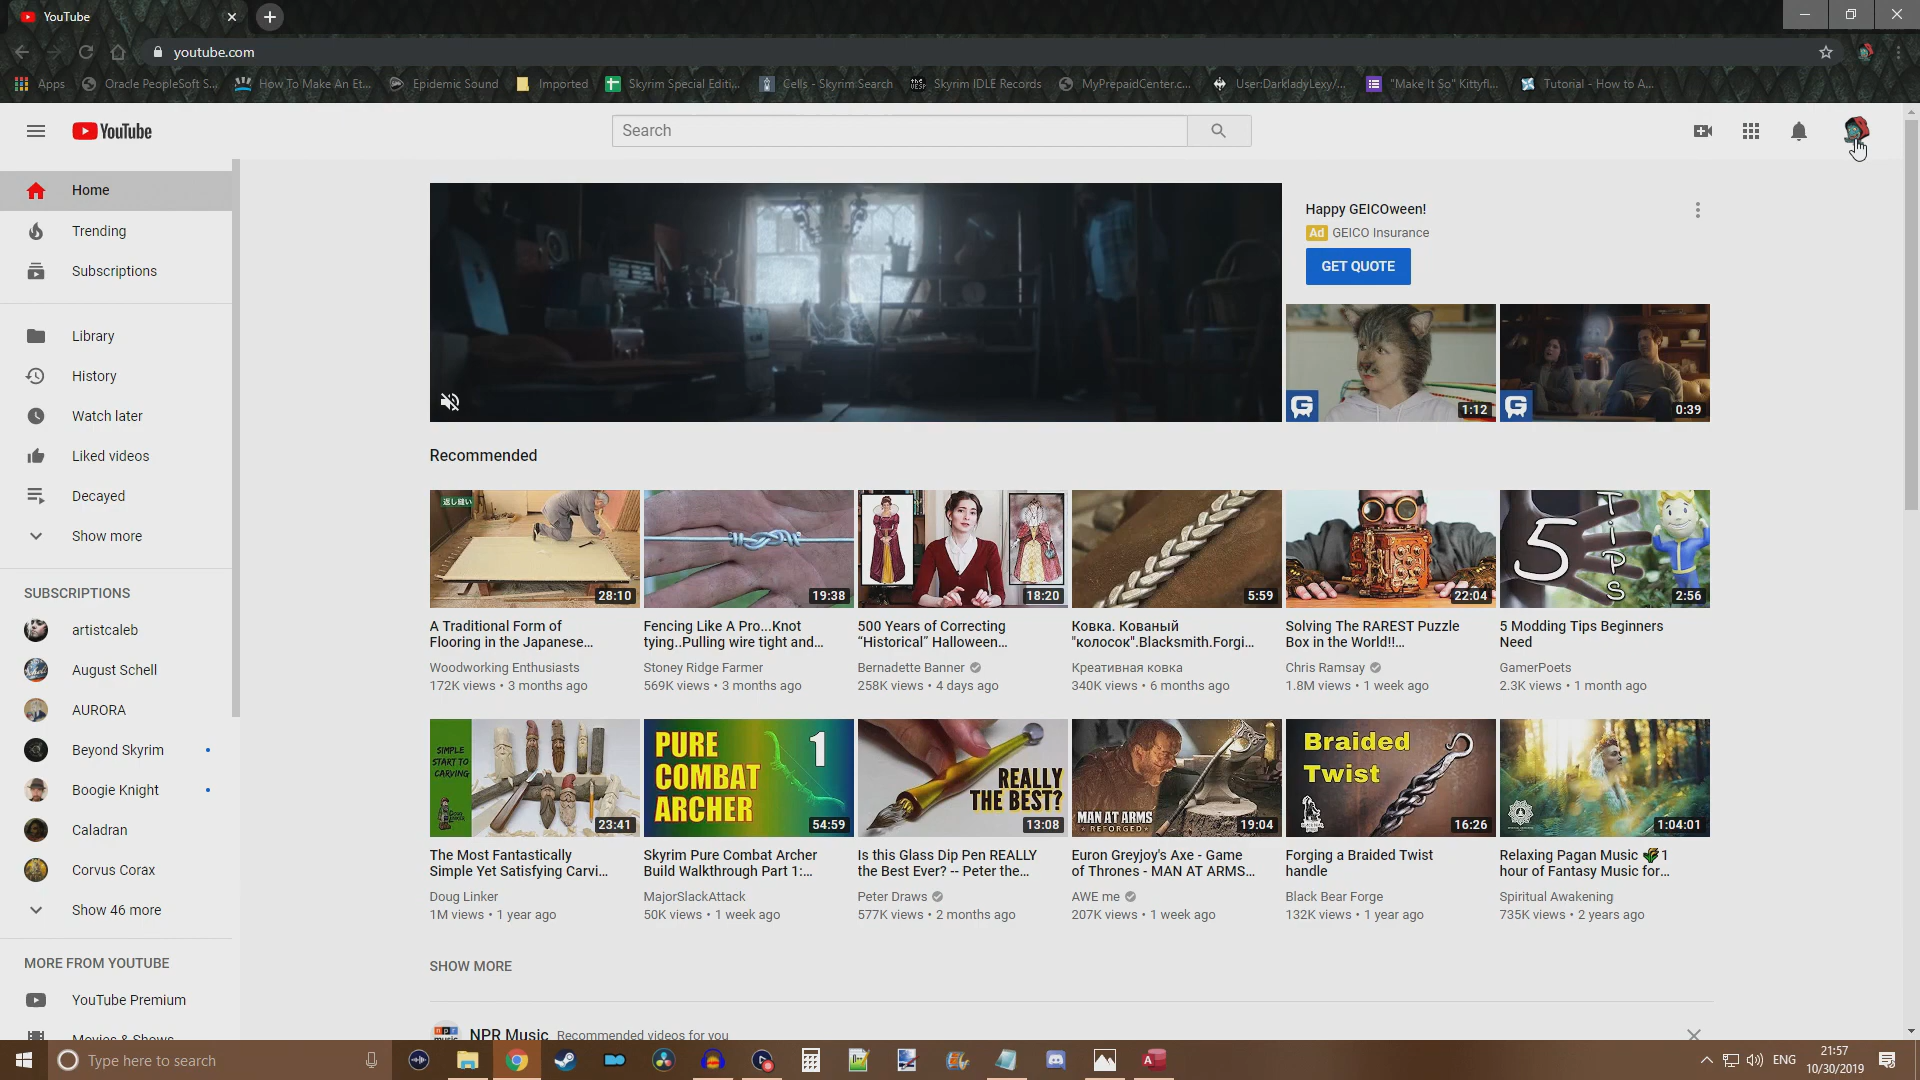 YouTube
youtube.com
Apps
Oracle PeopleSoft S...
How To Make An Et...
Epidemic Sound
Imported
Skyrim Special Editi...
Cells - Skyrim Search
Skyrim IDLE Records
MyPrepaidCenter.c...
User:DarkladyLexy/...
"Make It So" Kittyfl...
Tutorial - How to A...
YouTube
Search
Home
Trending
Subscriptions
Library
History
Watch later
Liked videos
Decayed
Show more
SUBSCRIPTIONS
artistcaleb
August Schell
AURORA
Beyond Skyrim
Boogie Knight
Caladran
Corvus Corax
Show 46 more
MORE FROM YOUTUBE
YouTube Premium
Movies & Shows
Happy GEICOween!
Ad GEICO Insurance
GET QUOTE
G 1:12
G 0:39
Recommended
返し縫い
28:10
A Traditional Form of
Flooring in the Japanese...
Woodworking Enthusiasts
172K views • 3 months ago
19:38
Fencing Like A Pro...Knot
tying..Pulling wire tight and...
Stoney Ridge Farmer
569K views • 3 months ago
18:20
500 Years of Correcting
“Historical” Halloween...
Bernadette Banner
258K views • 4 days ago
5:59
Ковка. Кованый
"колосок".Blacksmith.Forgi...
Креативная ковка
340K views • 6 months ago
22:04
Solving The RAREST Puzzle
Box in the World!!...
Chris Ramsay
1.8M views • 1 week ago
5 TiPS
2:56
5 Modding Tips Beginners
Need
GamerPoets
2.3K views • 1 month ago
SIMPLE
START TO
CARVING
DOUG
LINKER
23:41
The Most Fantastically
Simple Yet Satisfying Carvi...
Doug Linker
1M views • 1 year ago
PURE
COMBAT
ARCHER
1
54:59
Skyrim Pure Combat Archer
Build Walkthrough Part 1:...
MajorSlackAttack
50K views • 1 week ago
REALLY
THE BEST?
13:08
Is this Glass Dip Pen REALLY
the Best Ever? -- Peter the...
Peter Draws
577K views • 2 months ago
MAN AT ARMS
REFORGED
19:04
Euron Greyjoy's Axe - Game
of Thrones - MAN AT ARMS...
AWE me
207K views • 1 week ago
Braided
Twist
16:26
Forging a Braided Twist
handle
Black Bear Forge
132K views • 1 year ago
1:04:01
Relaxing Pagan Music 🌾1
hour of Fantasy Music for...
Spiritual Awakening
735K views • 2 years ago
SHOW MORE
npr
music
NPR Music Recommended videos for you
Type here to search
ENG
21:57
10/30/2019